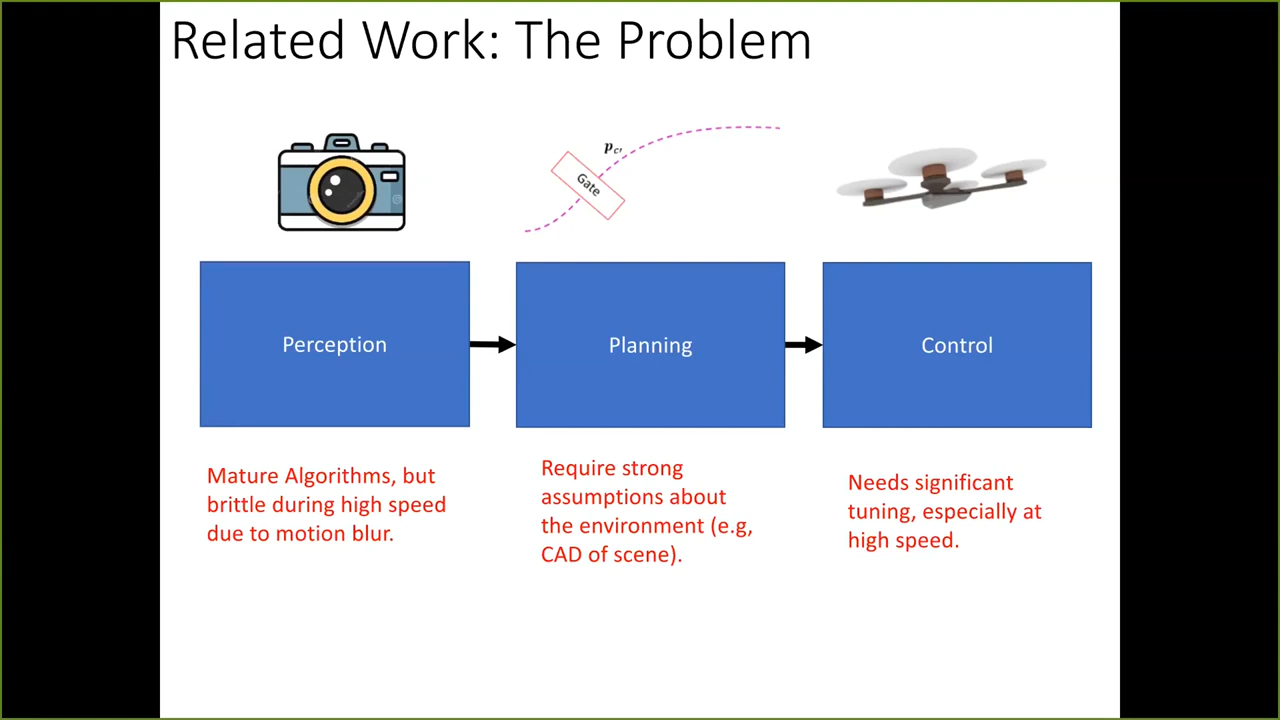 Related Work: The Problem
p_c,
Gate
Perception
Planning
Control
Mature Algorithms, but
brittle during high speed
due to motion blur.
Require strong
assumptions about
the environment (e.g,
CAD of scene).
Needs significant
tuning, especially at
high speed.